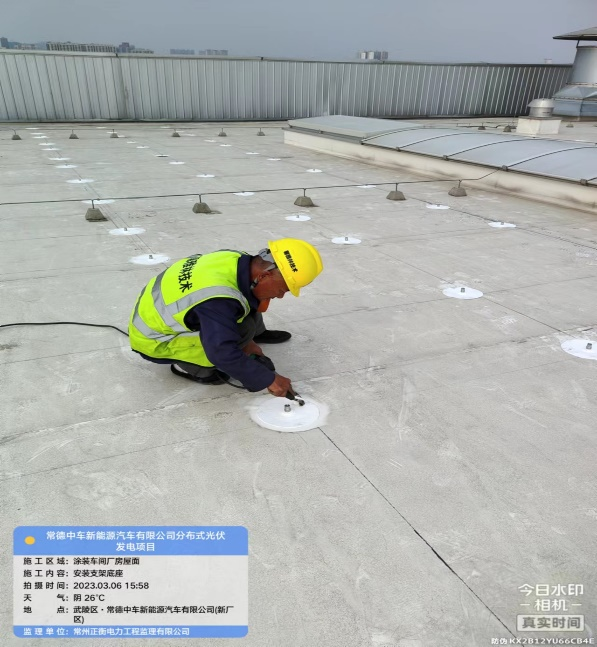 常德中车新能源汽车有限公司分布式光伏
发电项目
施工区域：涂装车间厂房屋面
施工内容：安装支架底座
拍摄时间：2023.03.06 15:58
天　　气：阴 26℃
地　　点：武陵区·常德中车新能源汽车有限公司(新厂
区)
监理单位：常州正衡电力工程监理有限公司
今日水印
相机
真实时间
防伪 KX2B12YU66CB4E